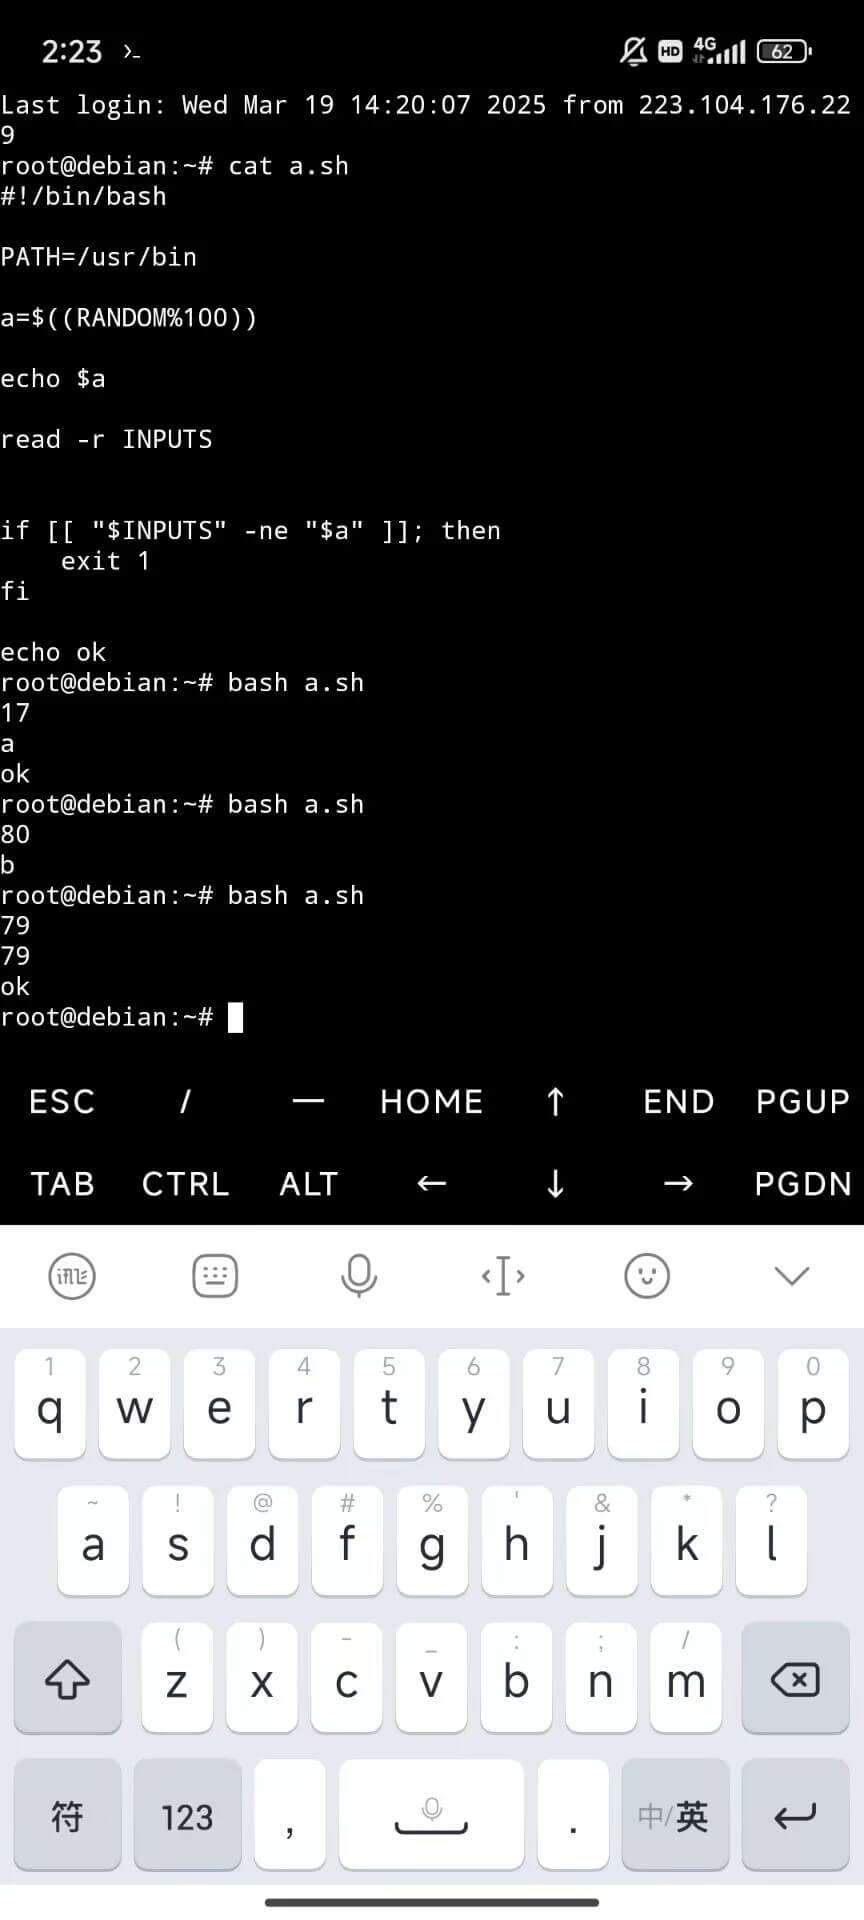 2:23
HD 4G 62
Last login: Wed Mar 19 14:20:07 2025 from 223.104.176.22
9
root@debian:~# cat a.sh
#!/bin/bash
PATH=/usr/bin
a=$((RANDOM%100))
echo $a
read -r INPUTS
if [[ "$INPUTS" -ne "$a" ]]; then
    exit 1
fi
echo ok
root@debian:~# bash a.sh
17
a
ok
root@debian:~# bash a.sh
80
b
root@debian:~# bash a.sh
79
79
ok
root@debian:~#
ESC / — HOME ↑ END PGUP
TAB CTRL ALT ← ↓ → PGDN
1 2 3 4 5 6 7 8 9 0
q w e r t y u i o p
~ ! @ # % ' & * ?
a s d f g h j k l
( ) - _ : ; /
z x c v b n m
符 123 , . 中/英